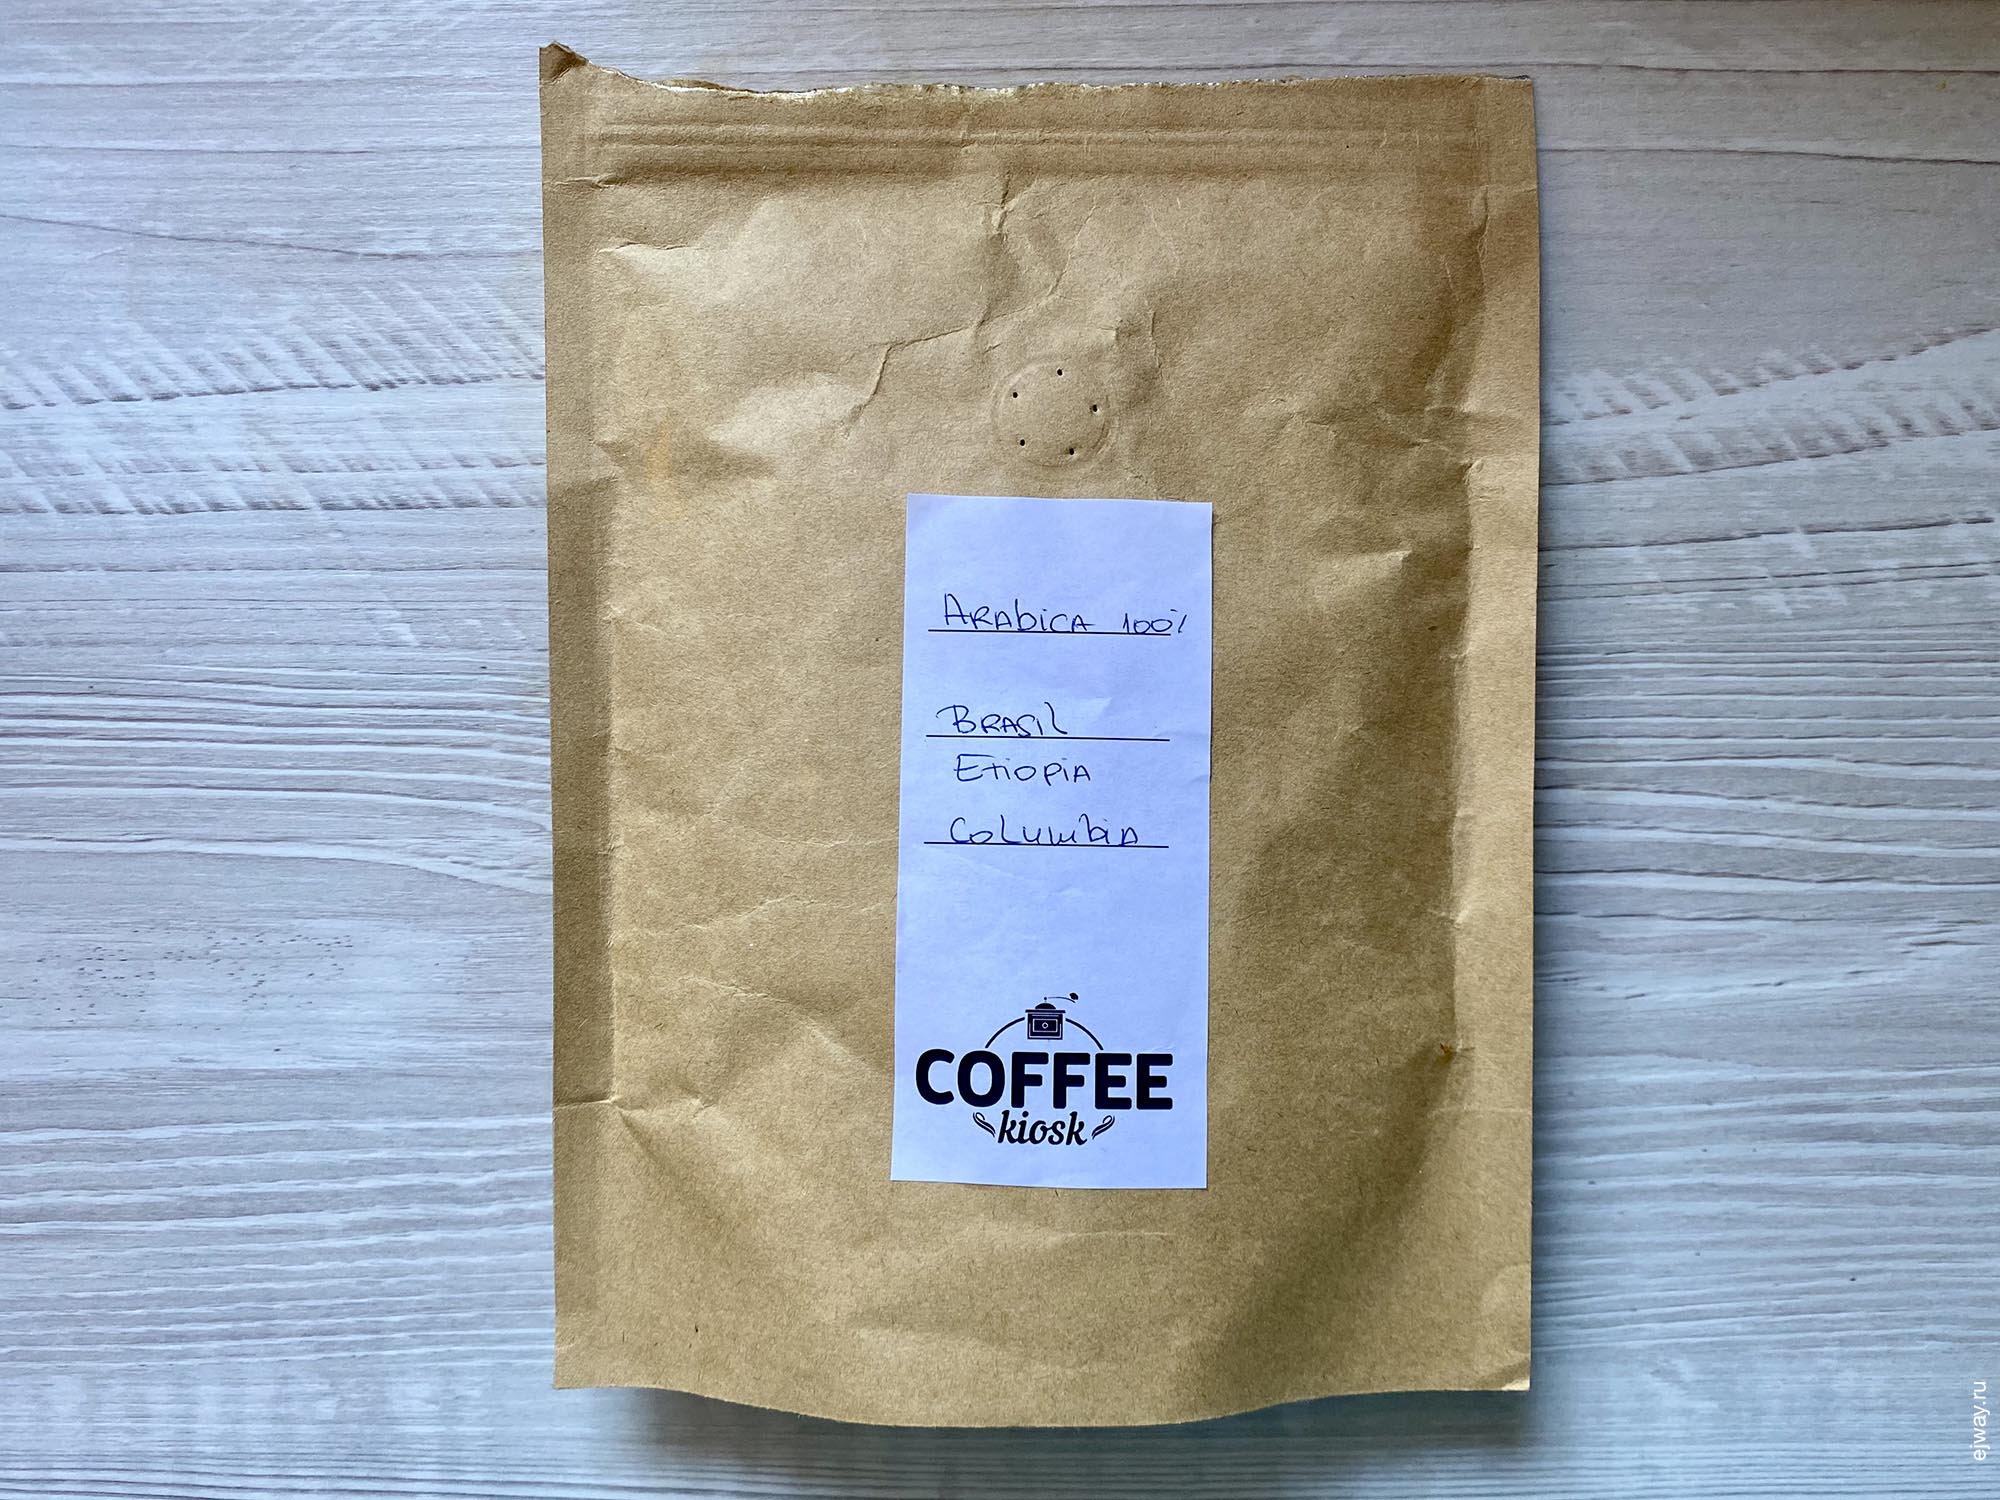 Arabica 100%
Brasil
Etiopia
Columbia
COFFEE
kiosk
ejway.ru